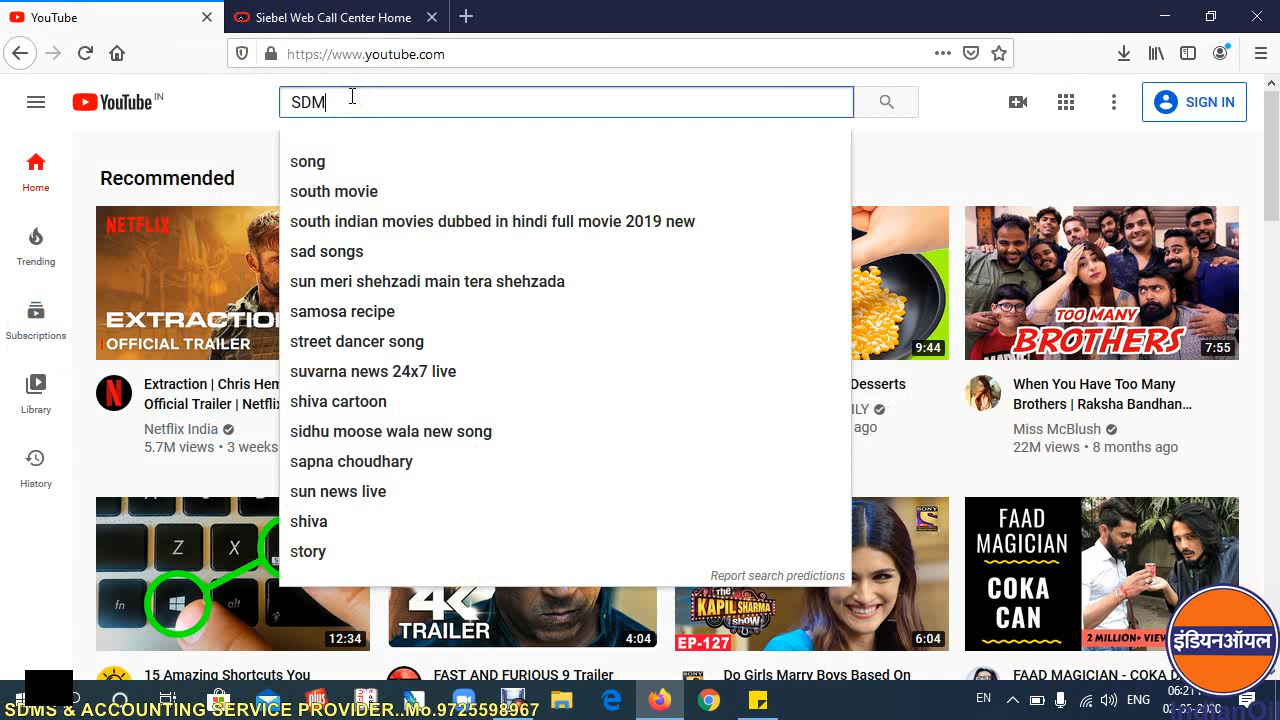 YouTube
Siebel Web Call Center Home
https://www.youtube.com
YouTube IN
SDM
SIGN IN
Home
Trending
Subscriptions
Library
History
Recommended
song
south movie
south indian movies dubbed in hindi full movie 2019 new
sad songs
sun meri shehzadi main tera shehzada
samosa recipe
street dancer song
suvarna news 24x7 live
shiva cartoon
sidhu moose wala new song
sapna choudhary
sun news live
shiva
story
Report search predictions
NETFLIX
EXTRACTION
OFFICIAL TRAILER
Extraction | Chris Hem
Official Trailer | Netfli
Netflix India
5.7M views • 3 weeks
9:44
Desserts
ILY
ago
TOO MANY
BROTHERS
7:55
When You Have Too Many
Brothers | Raksha Bandhan...
Miss McBlush
22M views • 8 months ago
Z
X
fn
alt
12:34
15 Amazing Shortcuts You
4K
TRAILER
4:04
FAST AND FURIOUS 9 Trailer
SONY
THE KAPIL SHARMA SHOW
EP-127
6:04
Do Girls Marry Boys Based On
FAAD
MAGICIAN
COKA
CAN
2 MILLION+ VIEW
FAAD MAGICIAN - COKA
इंडियनऑयल
IndianOil
EN
ENG
06:21
SDMS & ACCOUNTING SERVICE PROVIDER..Mo.9725598967